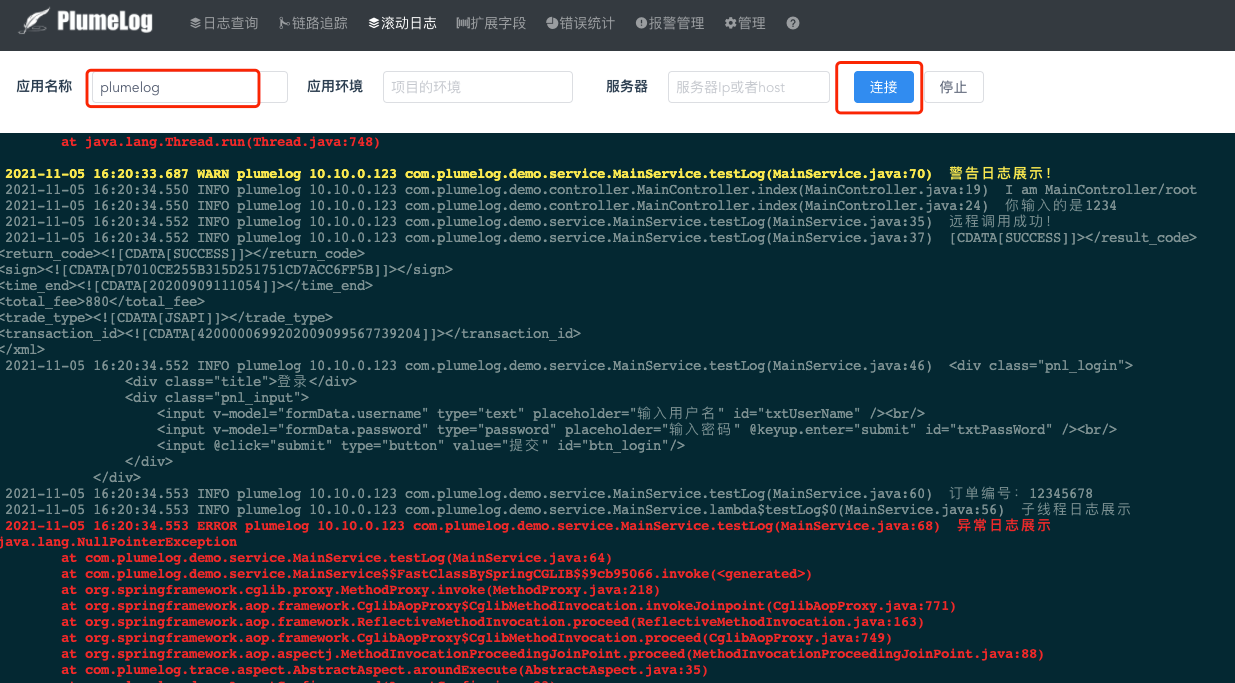 PlumeLog 日志查询 链路追踪 滚动日志 扩展字段 错误统计 报警管理 管理 ?
应用名称 plumelog 应用环境 项目的环境 服务器 服务器Ip或者host 连接 停止
at java.lang.Thread.run(Thread.java:748)
2021-11-05 16:20:33.687 WARN plumelog 10.10.0.123 com.plumelog.demo.service.MainService.testLog(MainService.java:70) 警告日志展示！
2021-11-05 16:20:34.550 INFO plumelog 10.10.0.123 com.plumelog.demo.controller.MainController.index(MainController.java:19) I am MainController/root
2021-11-05 16:20:34.550 INFO plumelog 10.10.0.123 com.plumelog.demo.controller.MainController.index(MainController.java:24) 你输入的是1234
2021-11-05 16:20:34.552 INFO plumelog 10.10.0.123 com.plumelog.demo.service.MainService.testLog(MainService.java:35) 远程调用成功！
2021-11-05 16:20:34.552 INFO plumelog 10.10.0.123 com.plumelog.demo.service.MainService.testLog(MainService.java:37) [CDATA[SUCCESS]]></result_code>
<return_code><![CDATA[SUCCESS]]></return_code>
<sign><![CDATA[D7010CE255B315D251751CD7ACC6FF5B]]></sign>
<time_end><![CDATA[20200909111054]]></time_end>
<total_fee>880</total_fee>
<trade_type><![CDATA[JSAPI]]></trade_type>
<transaction_id><![CDATA[4200000699202009099567739204]]></transaction_id>
</xml>
2021-11-05 16:20:34.552 INFO plumelog 10.10.0.123 com.plumelog.demo.service.MainService.testLog(MainService.java:46) <div class="pnl_login">
<div class="title">登录</div>
<div class="pnl_input">
<input v-model="formData.username" type="text" placeholder="输入用户名" id="txtUserName" /><br/>
<input v-model="formData.password" type="password" placeholder="输入密码" @keyup.enter="submit" id="txtPassWord" /><br/>
<input @click="submit" type="button" value="提交" id="btn_login"/>
</div>
</div>
2021-11-05 16:20:34.553 INFO plumelog 10.10.0.123 com.plumelog.demo.service.MainService.testLog(MainService.java:60) 订单编号：12345678
2021-11-05 16:20:34.553 INFO plumelog 10.10.0.123 com.plumelog.demo.service.MainService.lambda$testLog$0(MainService.java:56) 子线程日志展示
2021-11-05 16:20:34.553 ERROR plumelog 10.10.0.123 com.plumelog.demo.service.MainService.testLog(MainService.java:68) 异常日志展示
java.lang.NullPointerException
at com.plumelog.demo.service.MainService.testLog(MainService.java:64)
at com.plumelog.demo.service.MainService$$FastClassBySpringCGLIB$$9cb95066.invoke(<generated>)
at org.springframework.cglib.proxy.MethodProxy.invoke(MethodProxy.java:218)
at org.springframework.aop.framework.CglibAopProxy$CglibMethodInvocation.invokeJoinpoint(CglibAopProxy.java:771)
at org.springframework.aop.framework.ReflectiveMethodInvocation.proceed(ReflectiveMethodInvocation.java:163)
at org.springframework.aop.framework.CglibAopProxy$CglibMethodInvocation.proceed(CglibAopProxy.java:749)
at org.springframework.aop.aspectj.MethodInvocationProceedingJoinPoint.proceed(MethodInvocationProceedingJoinPoint.java:88)
at com.plumelog.trace.aspect.AbstractAspect.aroundExecute(AbstractAspect.java:35)